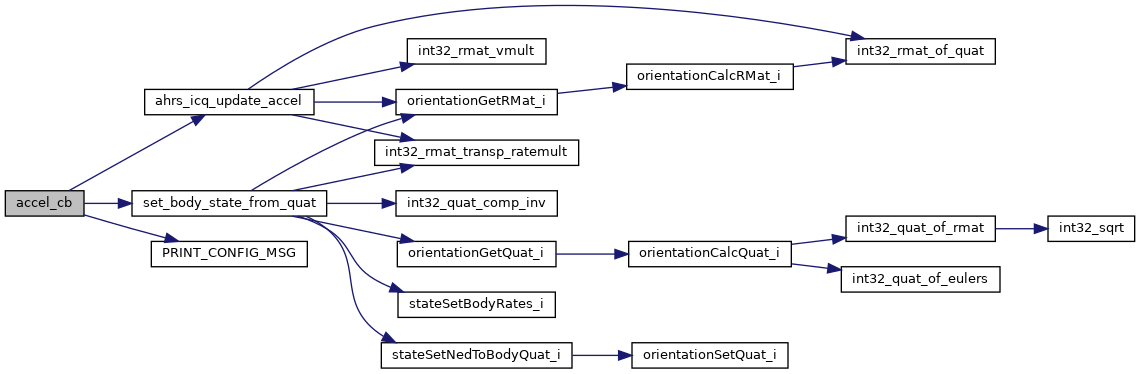 accel_cb
ahrs_icq_update_accel
set_body_state_from_quat
PRINT_CONFIG_MSG
int32_rmat_vmult
orientationGetRMat_i
int32_rmat_transp_ratemult
int32_quat_comp_inv
orientationGetQuat_i
stateSetBodyRates_i
stateSetNedToBodyQuat_i
orientationCalcRMat_i
orientationCalcQuat_i
orientationSetQuat_i
int32_rmat_of_quat
int32_quat_of_rmat
int32_quat_of_eulers
int32_sqrt